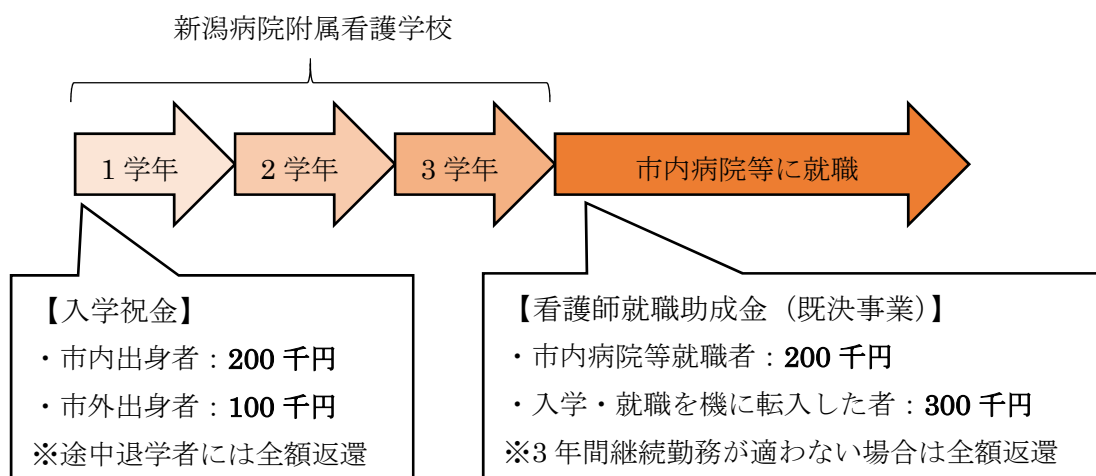 新潟病院附属看護学校
1学年
2学年
3学年
市内病院等に就職
【入学祝金】
・市内出身者：200千円
・市外出身者：100千円
※途中退学者には全額返還
【看護師就職助成金（既決事業）】
・市内病院等就職者：200千円
・入学・就職を機に転入した者：300千円
※3年間継続勤務が適わない場合は全額返還